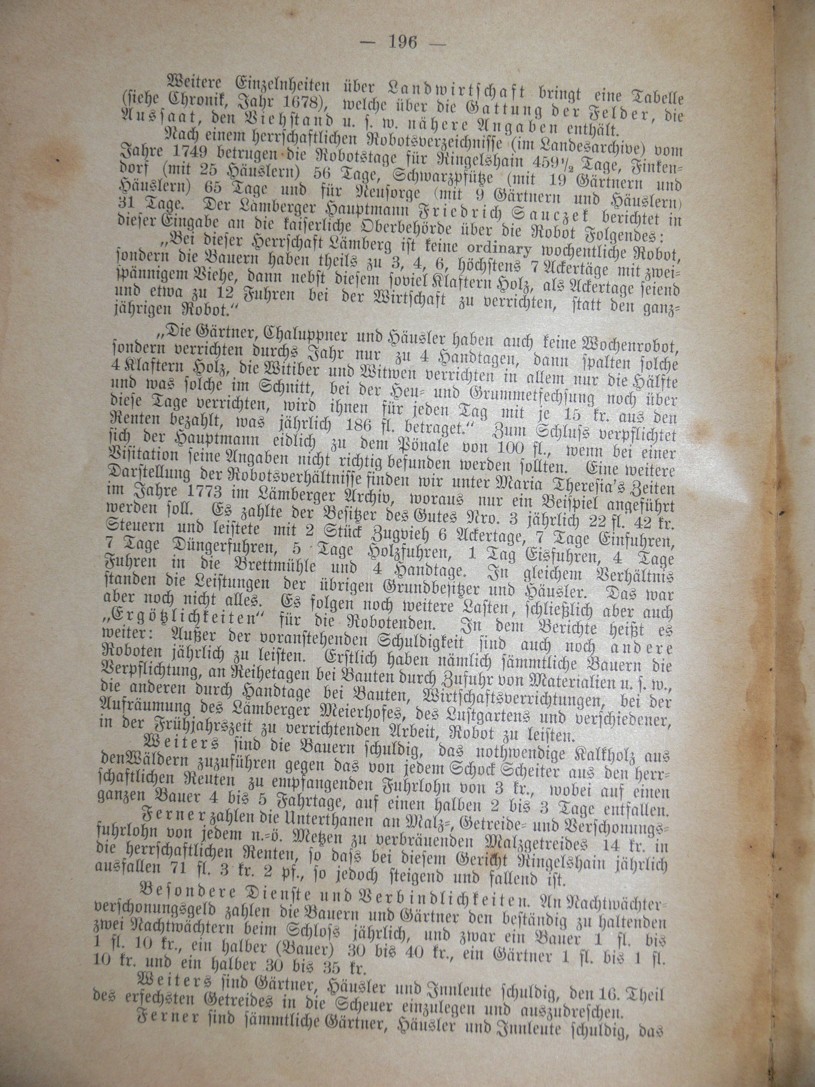 — 196 —
Weitere Einzelnheiten über Landwirtschaft bringt eine Tabelle
(siehe Chronik, Jahr 1678), welche über die Gattung der Felder, die
Aussaat, den Viehstand u. s. w. nähere Angaben enthält.
Nach einem herrschaftlichen Robotsverzeichnisse (im Landesarchive) vom
Jahre 1749 betrugen die Robotstage für Ringelshain 459½ Tage, Finken-
dorf (mit 25 Häuslern) 56 Tage, Schwarzpfütze (mit 19 Gärtnern und
Häuslern) 65 Tage und für Neusorge (mit 9 Gärtnern und Häuslern)
31 Tage. Der Lämberger Hauptmann Friedrich Sauczek berichtet in
dieser Eingabe an die kaiserliche Oberbehörde über die Robot Folgendes:
„Bei dieser Herrschaft Lämberg ist keine ordinary wochentliche Robot,
sondern die Bauern haben theils zu 3, 4, 6, höchstens 7 Ackertäge mit zwei-
spännigem Viehe, dann nebst diesem soviel Klaftern Holz, als Ackertage seiend
und etwa zu 12 Fuhren bei der Wirtschaft zu verrichten, statt den ganz-
jährigen Robot.“
„Die Gärtner, Chaluppner und Häusler haben auch keine Wochenrobot,
sondern verrichten durchs Jahr nur zu 4 Handtagen, dann spalten solche
4 Klaftern Holz, die Witiber und Witwen verrichten in allem nur die Hälfte
und was solche im Schnitt, bei der Heu- und Grummetfechsung noch über
diese Tage verrichten, wird ihnen für jeden Tag mit je 15 kr. aus den
Renten bezahlt, was jährlich 186 fl. betraget.“ Zum Schluss verpflichtet
sich der Hauptmann eidlich zu dem Pönale von 100 fl., wenn bei einer
Visitation seine Angaben nicht richtig befunden werden sollten. Eine weitere
Darstellung der Robotsverhältnisse finden wir unter Maria Theresia's Zeiten
im Jahre 1773 im Lämberger Archiv, woraus nur ein Beispiel angeführt
werden soll. Es zahlte der Besitzer des Gutes Nro. 3 jährlich 22 fl. 42 kr.
Steuern und leistete mit 2 Stück Zugvieh 6 Ackertage, 7 Tage Einfuhren,
7 Tage Düngerfuhren, 5 Tage Holzfuhren, 1 Tag Eisfuhren, 4 Tage
Fuhren in die Brettmühle und 4 Handtage. In gleichem Verhältnis
standen die Leistungen der übrigen Grundbesitzer und Häusler. Das war
aber noch nicht alles. Es folgen noch weitere Lasten, schließlich aber auch
„Ergötzlichkeiten“ für die Robotenden. In dem Berichte heißt es
weiter: Außer der voranstehenden Schuldigkeit sind auch noch andere
Roboten jährlich zu leisten. Erstlich haben nämlich sämmtliche Bauern die
Verpflichtung, an Reihetagen bei Bauten durch Zufuhr von Materialien u. s. w.,
die anderen durch Handtage bei Bauten, Wirtschaftsverrichtungen, bei der
Aufräumung des Lämberger Meierhofes, des Lustgartens und verschiedener,
in der Frühjahrszeit zu verrichtenden Arbeit, Robot zu leisten.
Weiters sind die Bauern schuldig, das nothwendige Kalkholz aus
den Wäldern zuzuführen gegen das von jedem Schock Scheiter aus den herr-
schaftlichen Renten zu empfangenden Fuhrlohn von 3 kr., wobei auf einen
ganzen Bauer 4 bis 5 Fahrtage, auf einen halben 2 bis 3 Tage entfallen.
Ferner zahlen die Unterthanen an Malz-, Getreide- und Verschonungs-
fuhrlohn von jedem n.-ö. Metzen zu verbräuenden Malzgetreides 14 kr. in
die herrschaftlichen Renten, so dass bei diesem Gericht Ringelshain jährlich
ausfallen 71 fl. 3 kr. 2 pf., so jedoch steigend und fallend ist.
Besondere Dienste und Verbindlichkeiten. An Nachtwächter-
verschonungsgeld zahlen die Bauern und Gärtner den beständig zu haltenden
zwei Nachtwächtern beim Schloss jährlich, und zwar ein Bauer 1 fl. bis
1 fl. 10 kr., ein halber (Bauer) 30 bis 40 kr., ein Gärtner 1 fl. bis 1 fl.
10 kr. und ein halber 30 bis 35 kr.
Weiters sind Gärtner, Häusler und Innleute schuldig, den 16. Theil
des erfechsten Getreides in die Scheuer einzulegen und auszudreschen.
Ferner sind sämmtliche Gärtner, Häusler und Innleute schuldig, das